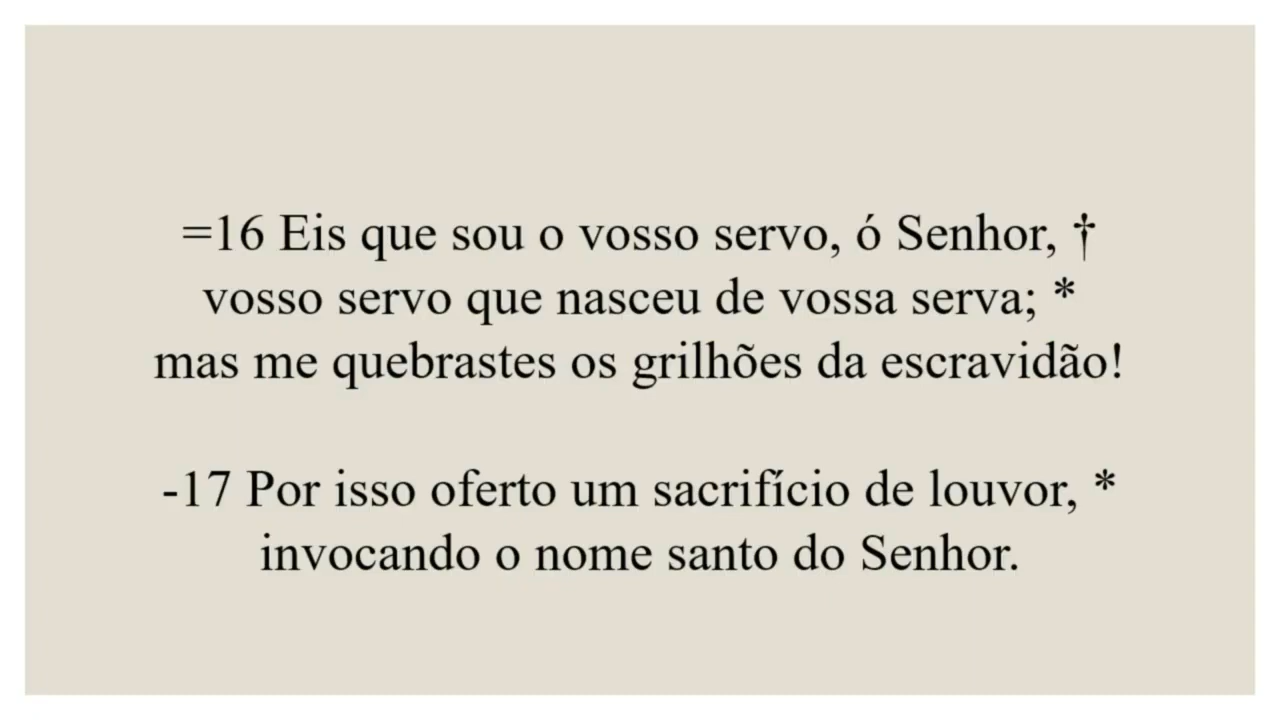 =16 Eis que sou o vosso servo, ó Senhor, †
vosso servo que nasceu de vossa serva; *
mas me quebrastes os grilhões da escravidão!
-17 Por isso oferto um sacrifício de louvor, *
invocando o nome santo do Senhor.